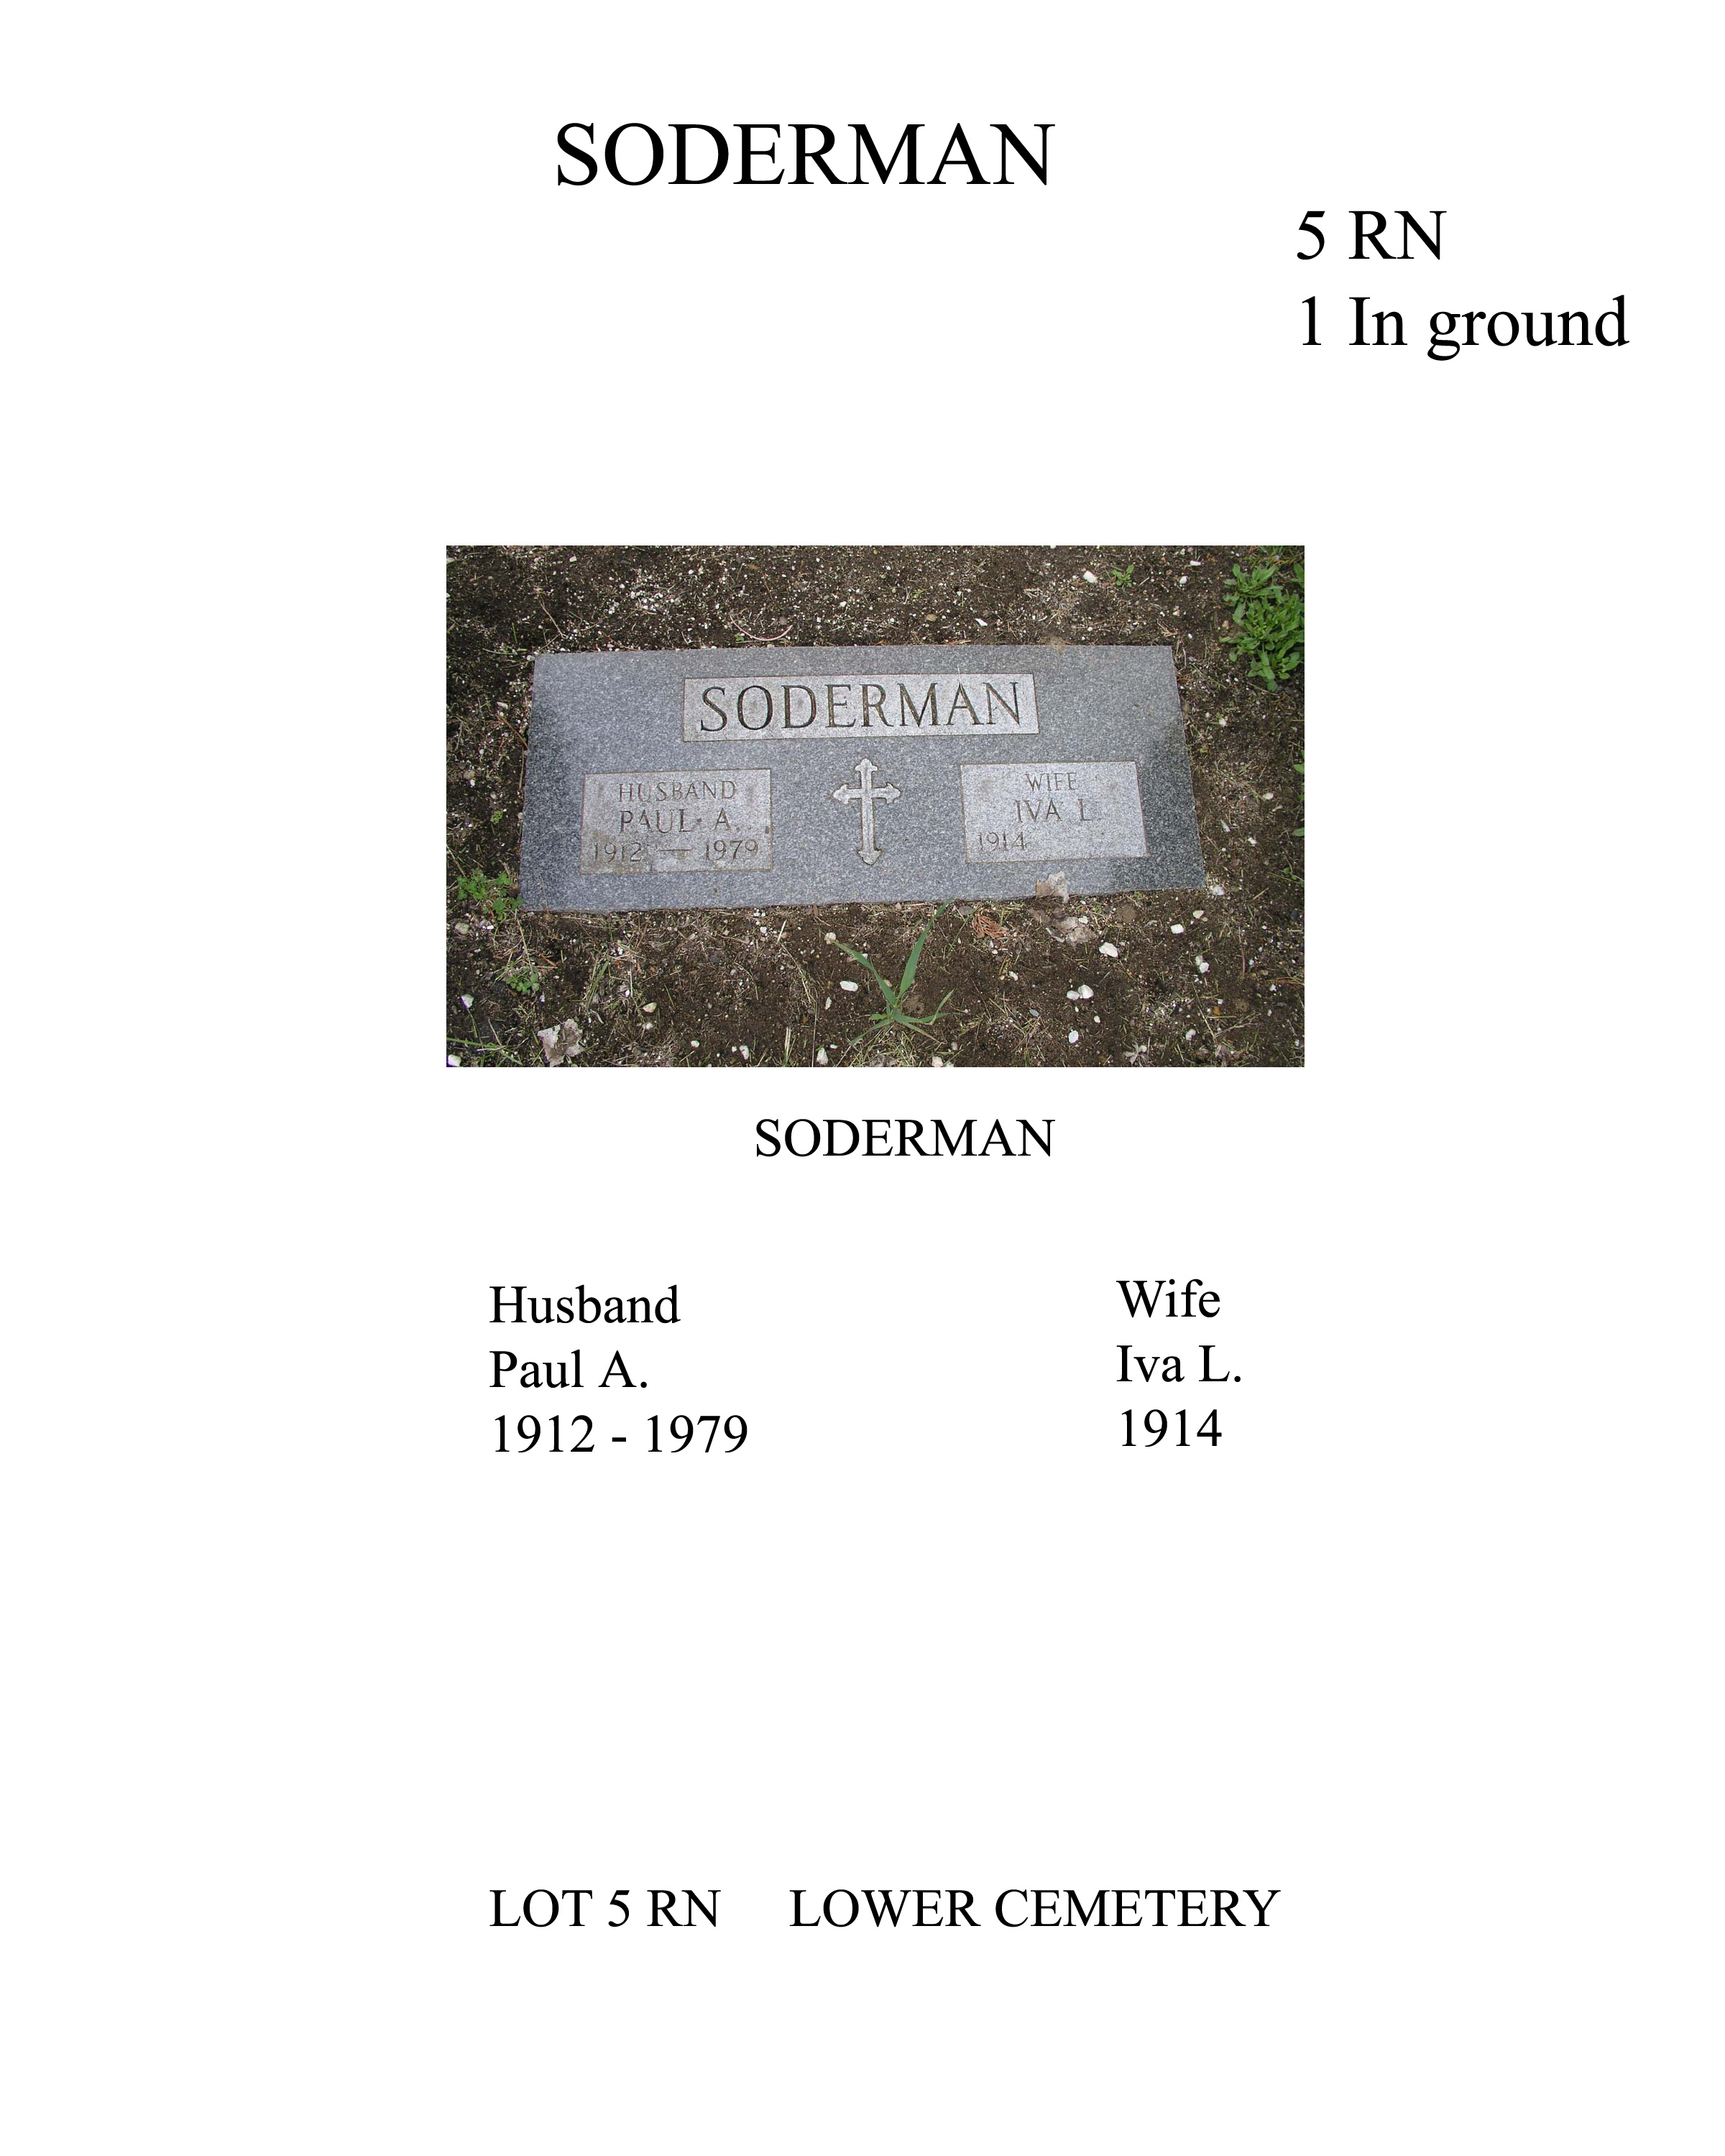 SODERMAN
5 RN
1 In ground
SODERMAN
HUSBAND
PAUL A.
1912 — 1979
WIFE
IVA L.
1914
SODERMAN
Husband
Paul A.
1912 - 1979
Wife
Iva L.
1914
LOT 5 RN LOWER CEMETERY